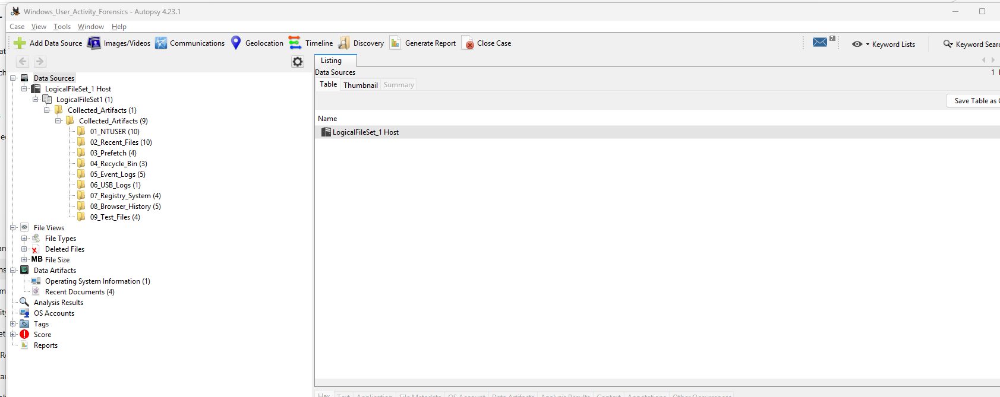 Windows_User_Activity_Forensics - Autopsy 4.23.1
Case View Tools Window Help
Add Data Source Images/Videos Communications Geolocation Timeline Discovery Generate Report Close Case 7 Keyword Lists Keyword Searc
Listing
Data Sources 1
Table Thumbnail Summary
Save Table as
Name
LogicalFileSet_1 Host
Data Sources
LogicalFileSet_1 Host
LogicalFileSet1 (1)
Collected_Artifacts (1)
Collected_Artifacts (9)
01_NTUSER (10)
02_Recent_Files (10)
03_Prefetch (4)
04_Recycle_Bin (3)
05_Event_Logs (5)
06_USB_Logs (1)
07_Registry_System (4)
08_Browser_History (5)
09_Test_Files (4)
File Views
File Types
Deleted Files
MB File Size
Data Artifacts
Operating System Information (1)
Recent Documents (4)
Analysis Results
OS Accounts
Tags
Score
Reports
Hex Text Application File Metadata OS Account Data Artifacts Analysis Results Context Annotations Other Occurrences